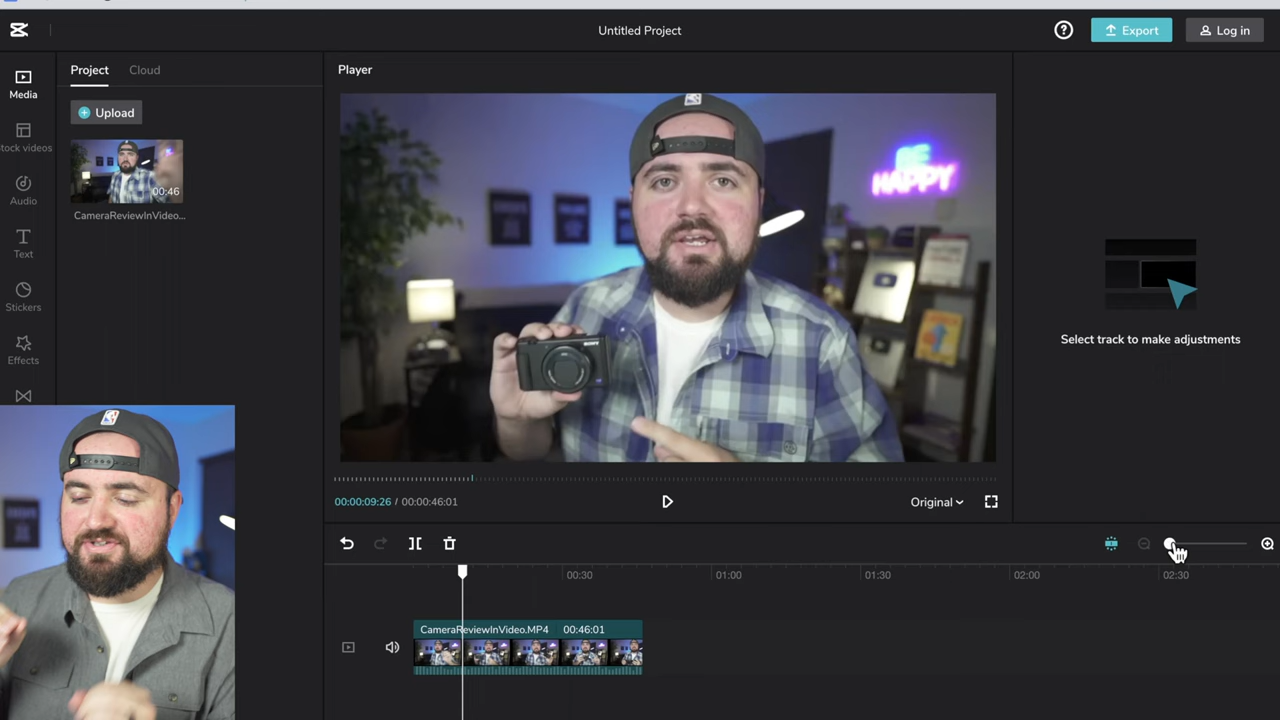 Untitled Project
Export
Log in
Media
Stock videos
Audio
Text
Stickers
Effects
Project
Cloud
Upload
00:46
CameraReviewInVideo...
Player
BE
HAPPY
SONY
00:00:09:26 / 00:00:46:01
Original
Select track to make adjustments
00:30
01:00
01:30
02:00
02:30
CameraReviewInVideo.MP4 00:46:01